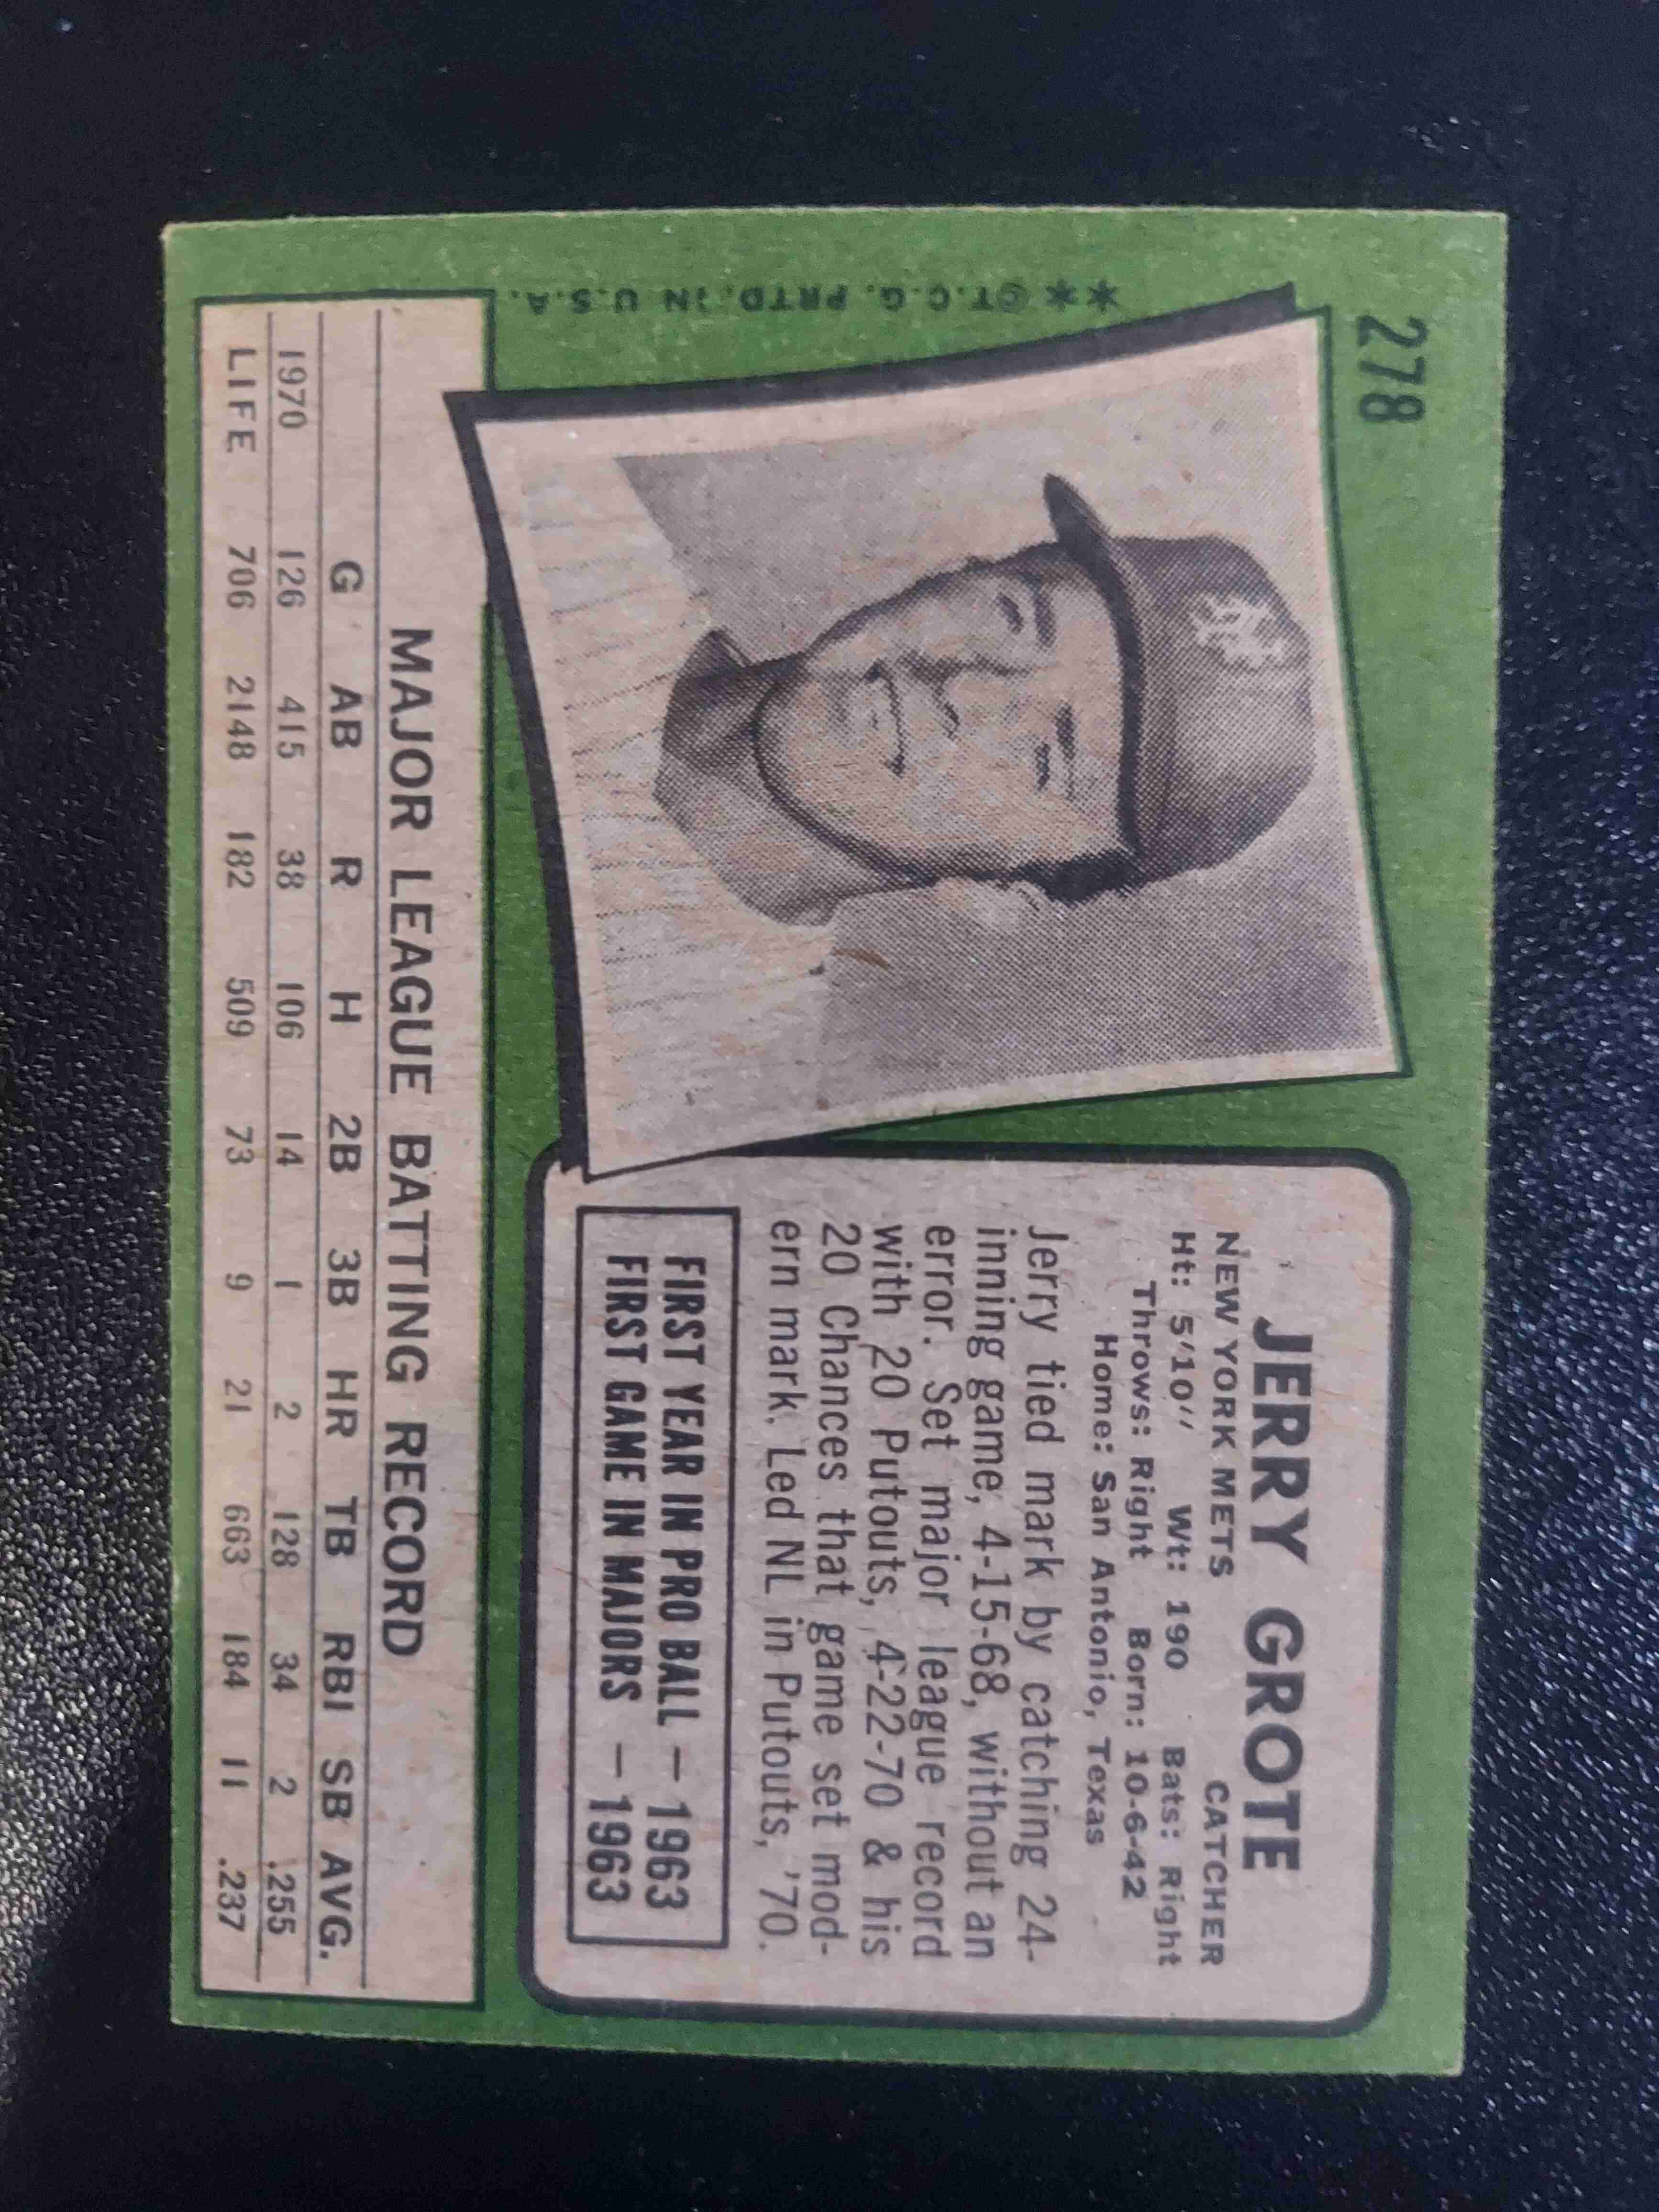 278
JERRY GROTE
NEW YORK METS CATCHER
Ht: 5'10" Wt: 190 Bats: Right
Throws: Right Born: 10-6-42
Home: San Antonio, Texas
Jerry tied mark by catching 24-
inning game, 4-15-68, without an
error. Set major league record
with 20 Putouts, 4-22-70 & his
20 Chances that game set mod-
ern mark. Led NL in Putouts, '70.
FIRST YEAR IN PRO BALL – 1963
FIRST GAME IN MAJORS – 1963
**©T.C.G. PRTD. IN U.S.A.
NY
MAJOR LEAGUE BATTING RECORD
G AB R H 2B 3B HR TB RBI SB AVG.
1970 126 415 38 106 14 1 2 128 34 2 .255
LIFE 706 2148 182 509 73 9 21 663 184 11 .237